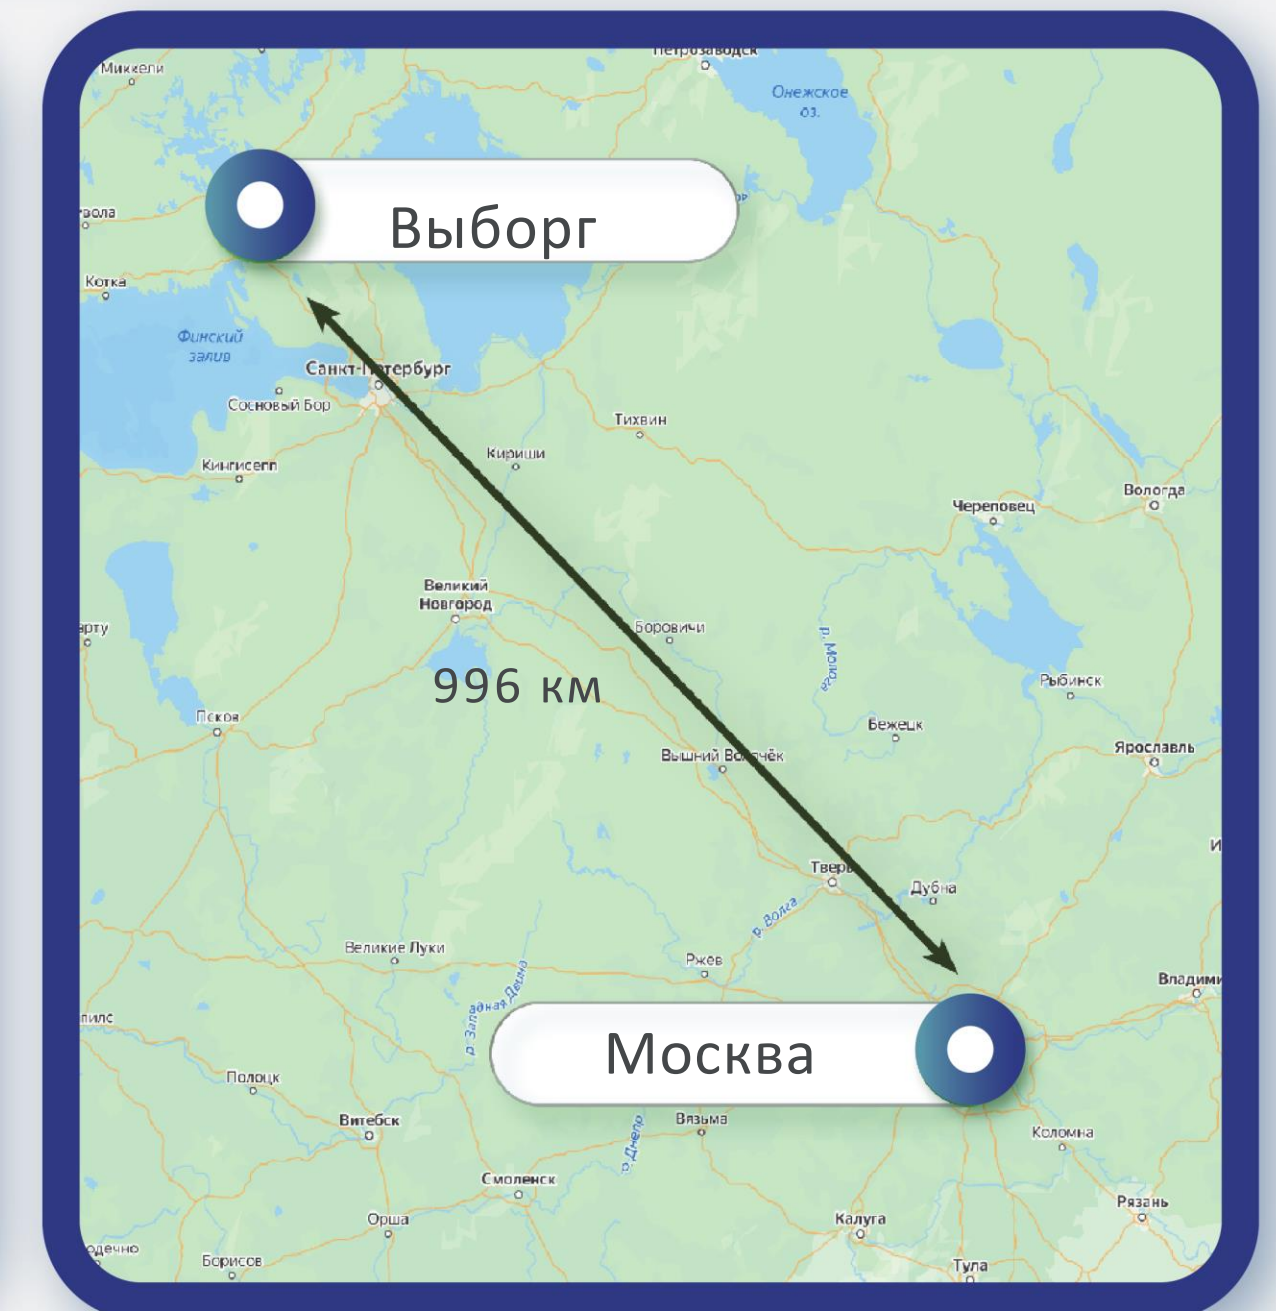 Петрозаводск
Миккели
Онежское
оз.
Выборг
Котка
Финский
залив
Санкт-Петербург
Сосновый Бор
Тихвин
Кириши
Кингисепп
Вологда
Череповец
Великий
Новгород
Боровичи
р. Молога
996 км
Рыбинск
Псков
Бежецк
Ярославль
Вышний Волочёк
Тверь
Дубна
р. Волга
Великие Луки
Ржев
Владими
р. Западная Двина
пилс
Москва
Полоцк
Витебск
Вязьма
р.Днепр
Коломна
Смоленск
Рязань
Орша
Калуга
одечно
Борисов
Тула